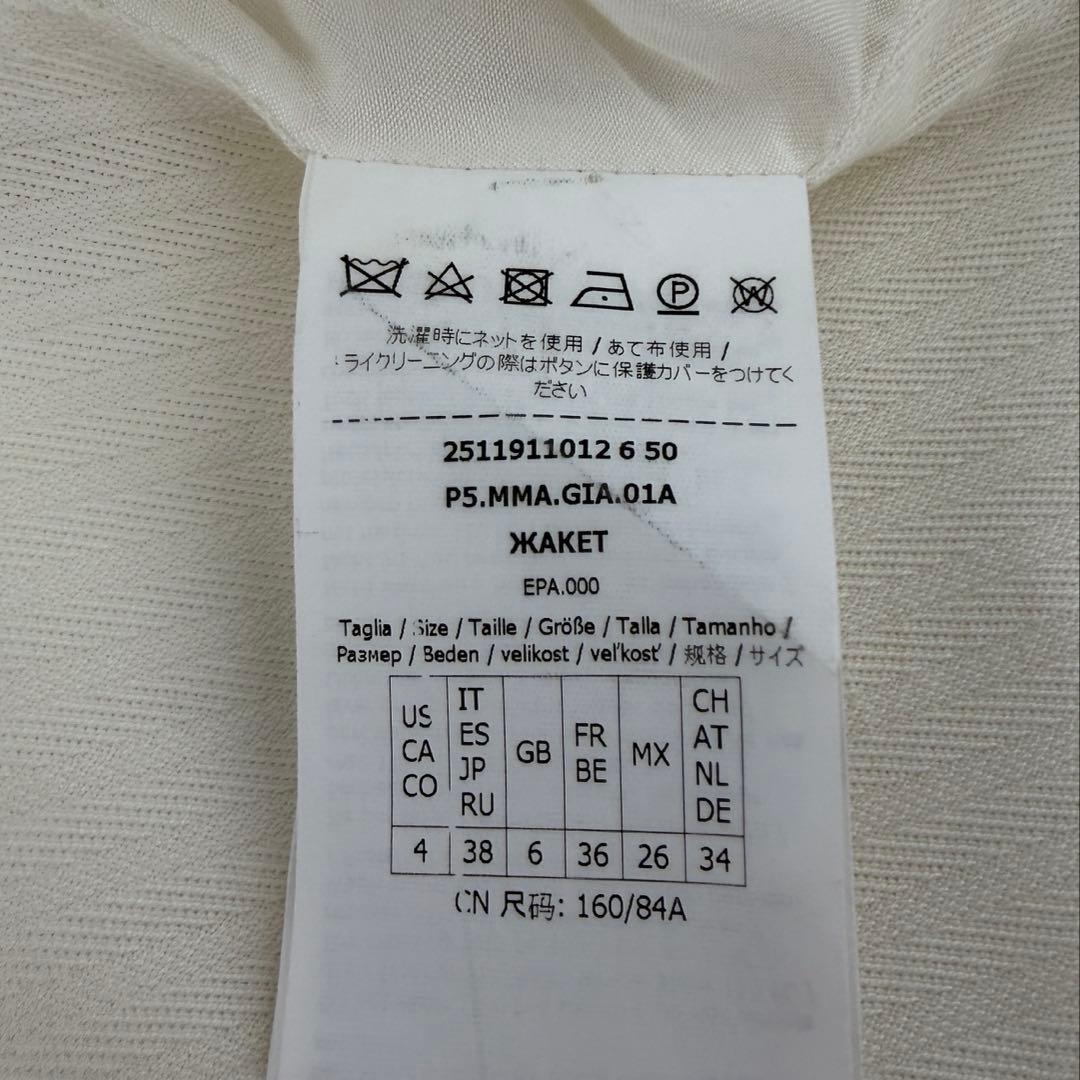 洗濯時にネットを使用 / あて布使用 /
ライクリーニングの際はボタンに保護カバーをつけてく
ださい
2511911012 6 50
P5.MMA.GIA.01A
ЖАКЕТ
EPA.000
Taglia / Size / Taille / Größe / Talla / Tamanho /
Размер / Beden / velikost / veľkosť / 规格 / サイズ
US CA CO
IT ES JP RU
GB
FR BE
MX
CH AT NL DE
4 38 6 36 26 34
CN 尺码: 160/84A